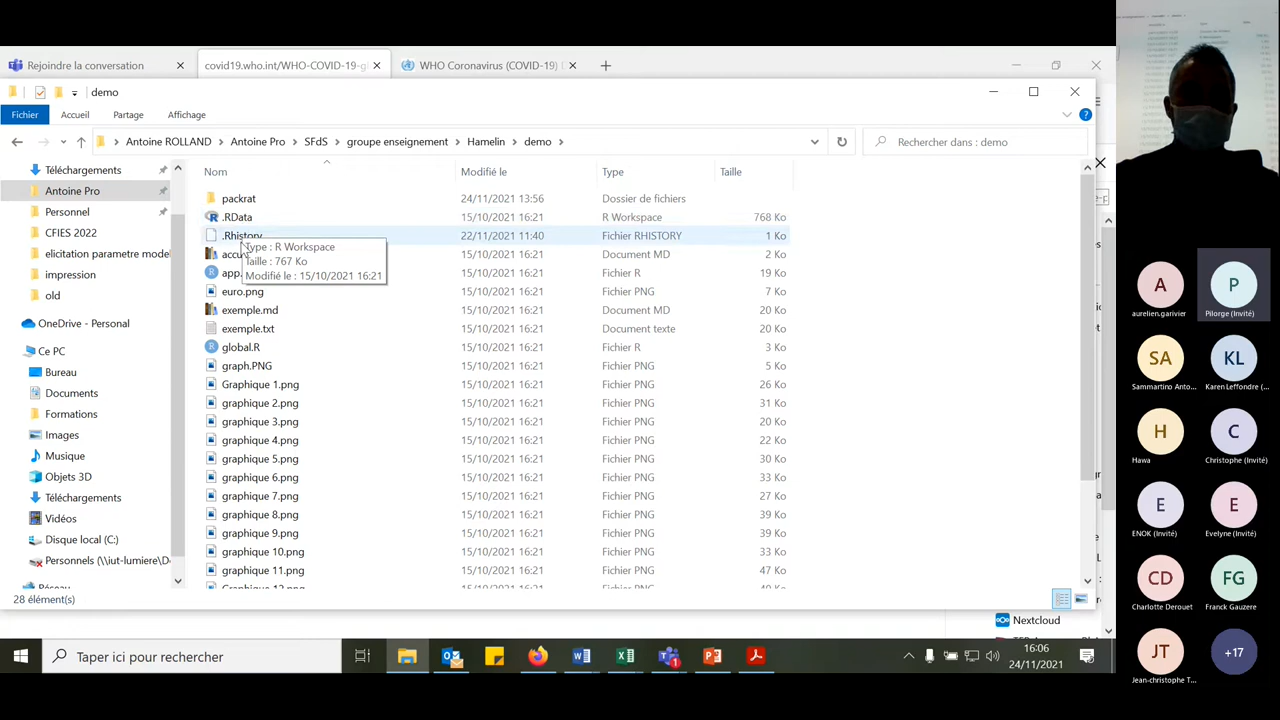 Rejoindre la conversation
covid19.who.int/WHO-COVID-19-g
WHO Coronavirus (COVID-19)
demo
Fichier Accueil Partage Affichage
Antoine ROLLAND > Antoine Pro > SFdS > groupe enseignement > Hamelin > demo >
Rechercher dans : demo
Nom Modifié le Type Taille
Téléchargements
Antoine Pro
Personnel
CFIES 2022
elicitation parametre model
impression
old
OneDrive - Personal
Ce PC
Bureau
Documents
Formations
Images
Musique
Objets 3D
Téléchargements
Vidéos
Disque local (C:)
Personnels (\\iut-lumiere\D
Réseau
packrat 24/11/2021 13:56 Dossier de fichiers
.RData 15/10/2021 16:21 R Workspace 768 Ko
.Rhistory 22/11/2021 11:40 Fichier RHISTORY 1 Ko
15/10/2021 16:21 Document MD 2 Ko
app. 15/10/2021 16:21 Fichier R 19 Ko
euro.png 15/10/2021 16:21 Fichier PNG 7 Ko
exemple.md 15/10/2021 16:21 Document MD 20 Ko
exemple.txt 15/10/2021 16:21 Document texte 20 Ko
global.R 15/10/2021 16:21 Fichier R 3 Ko
graph.PNG 15/10/2021 16:21 Fichier PNG 5 Ko
Graphique 1.png 15/10/2021 16:21 Fichier PNG 26 Ko
graphique 2.png 15/10/2021 16:21 Fichier PNG 31 Ko
graphique 3.png 15/10/2021 16:21 Fichier PNG 20 Ko
graphique 4.png 15/10/2021 16:21 Fichier PNG 22 Ko
graphique 5.png 15/10/2021 16:21 Fichier PNG 30 Ko
graphique 6.png 15/10/2021 16:21 Fichier PNG 30 Ko
graphique 7.png 15/10/2021 16:21 Fichier PNG 27 Ko
graphique 8.png 15/10/2021 16:21 Fichier PNG 39 Ko
graphique 9.png 15/10/2021 16:21 Fichier PNG 39 Ko
graphique 10.png 15/10/2021 16:21 Fichier PNG 33 Ko
graphique 11.png 15/10/2021 16:21 Fichier PNG 47 Ko
Type : R Workspace
Taille : 767 Ko
Modifié le : 15/10/2021 16:21
28 élément(s)
Nextcloud
Taper ici pour rechercher
1
16:06
24/11/2021
A P
aurelien.garivier Pilorge (Invité)
SA KL
Sammartino Anto... Karen Leffondre (...
H C
Hawa Christophe (Invité)
E E
ENOK (Invité) Evelyne (Invité)
CD FG
Charlotte Derouet Franck Gauzere
JT +17
Jean-christophe T...